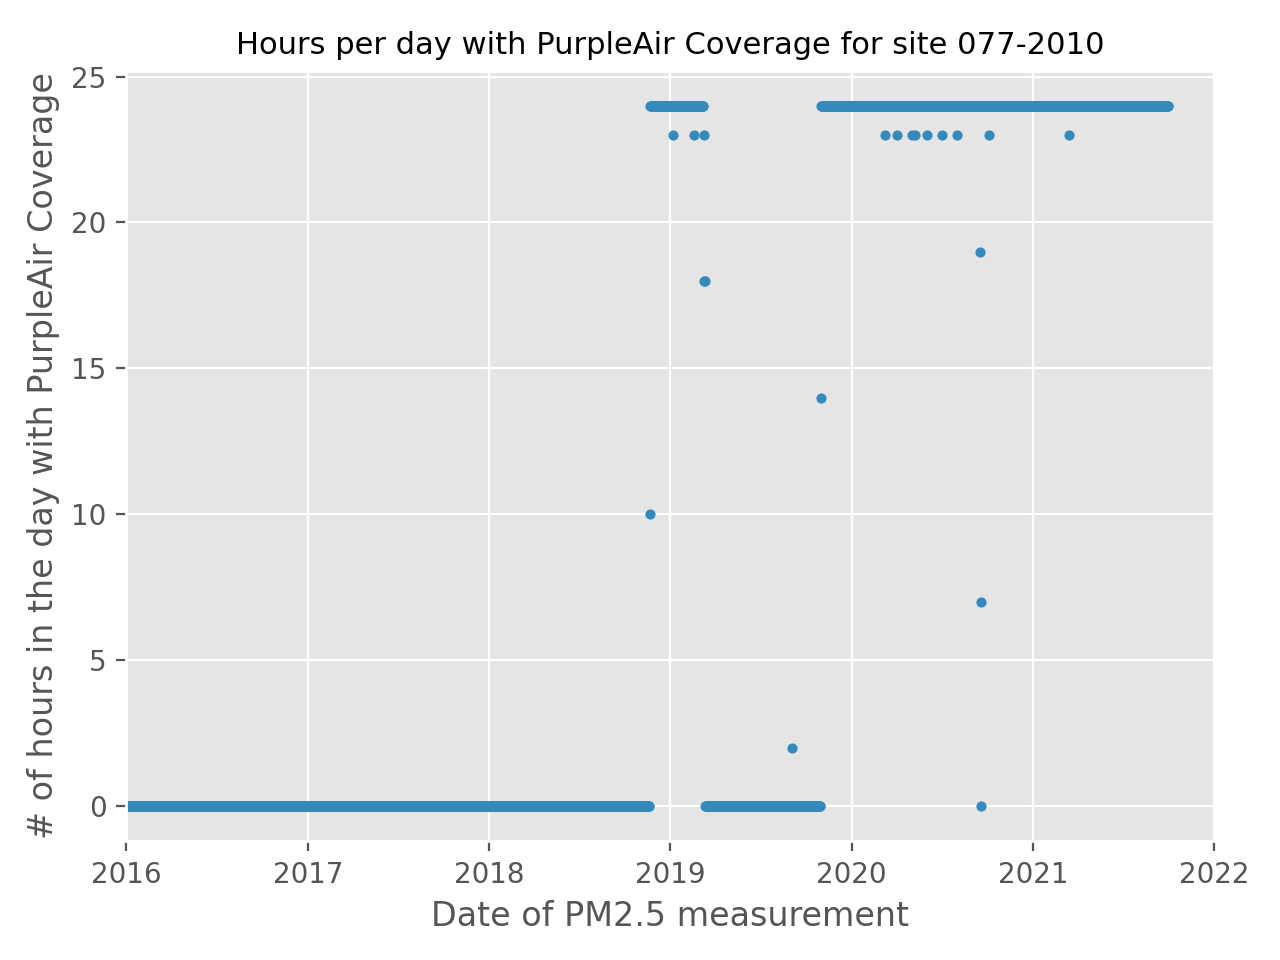 Hours per day with PurpleAir Coverage for site 077-2010
# of hours in the day with PurpleAir Coverage
25
20
15
10
5
0
2016 2017 2018 2019 2020 2021 2022
Date of PM2.5 measurement